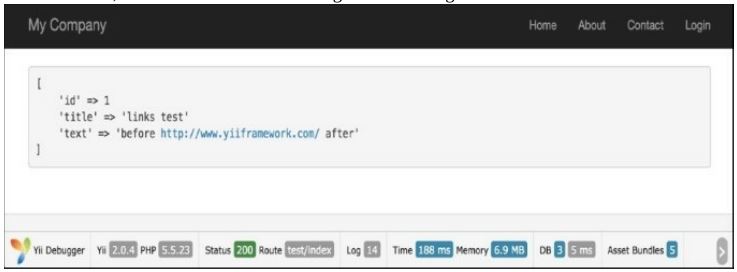 My Company Home About Contact Login
[
'id' => 1
'title' => 'links test'
'text' => 'before http://www.yiiframework.com/ after'
]
Yii Debugger Yii 2.0.4 PHP 5.5.23 Status 200 Route test/index Log 14 Time 188 ms Memory 6.9 MB DB 3 5 ms Asset Bundles 5